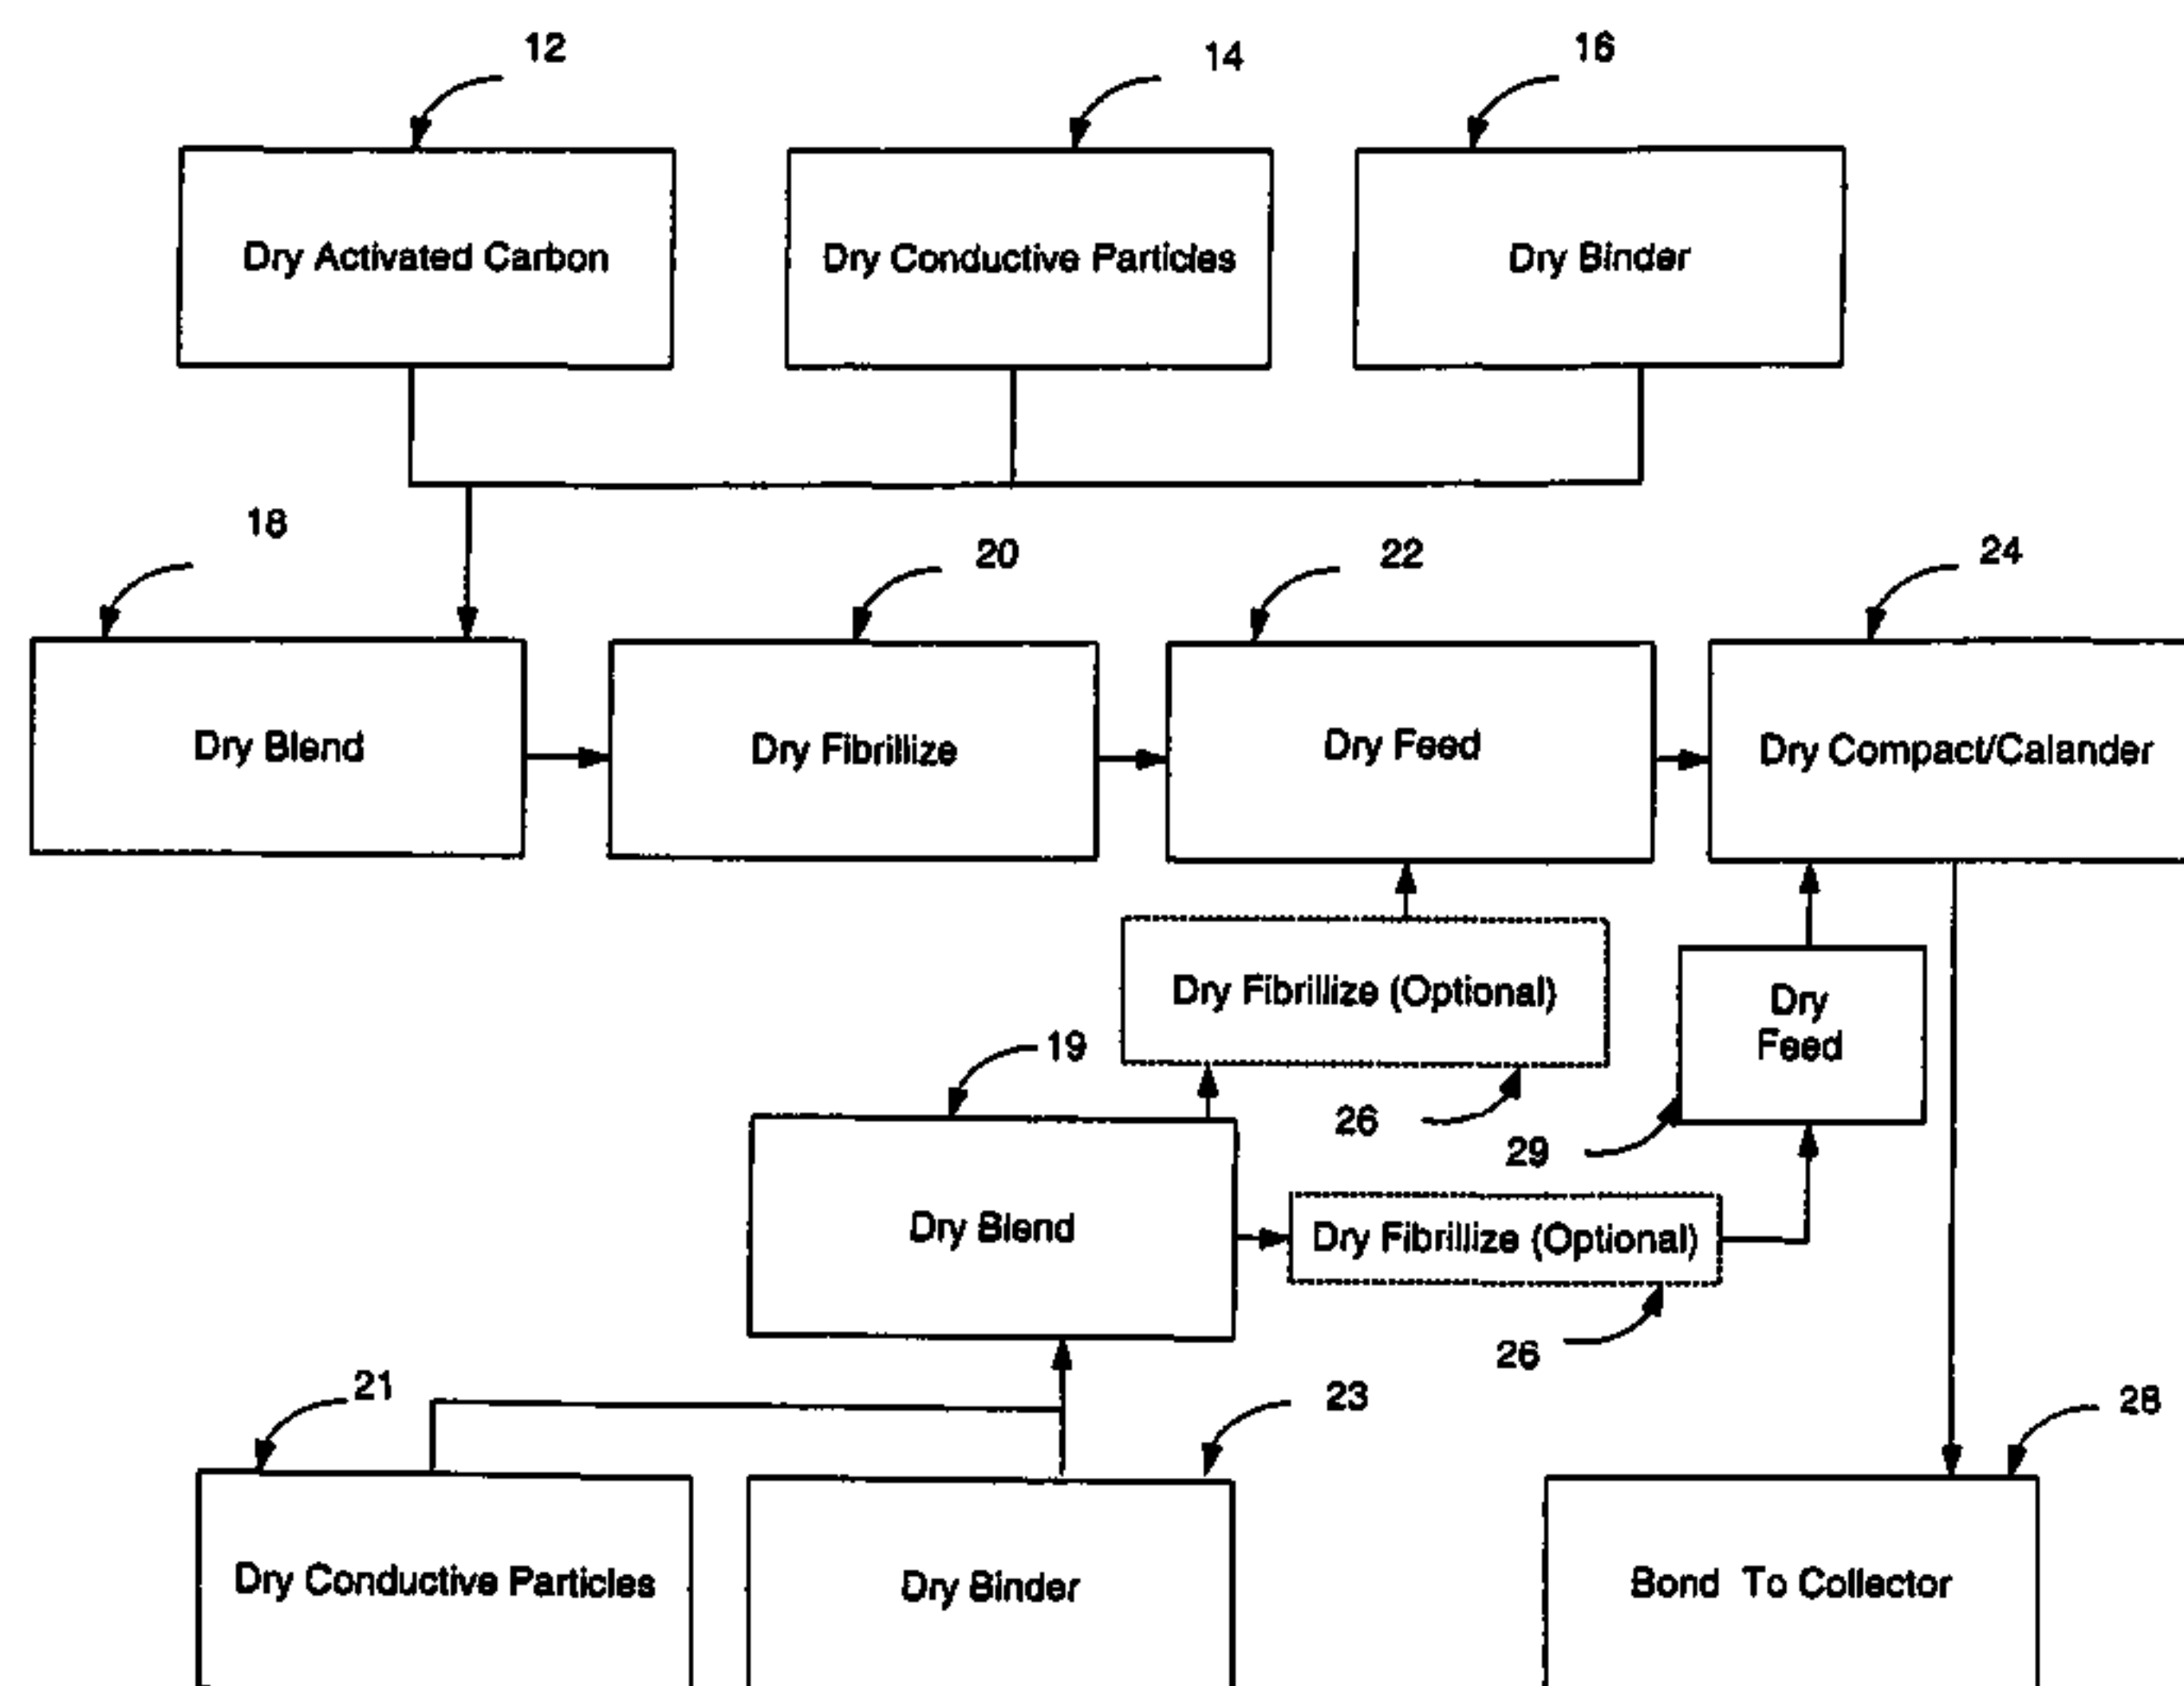 12
14
16
Dry Activated Carbon
Dry Conductive Particles
Dry Binder
18
20
22
24
Dry Blend
Dry Fibrillize
Dry Feed
Dry Compact/Calander
Dry Fibrillize (Optional)
Dry
Feed
19
26
29
Dry Blend
Dry Fibrillize (Optional)
26
21
23
28
Dry Conductive Particles
Dry Binder
Bond To Collector